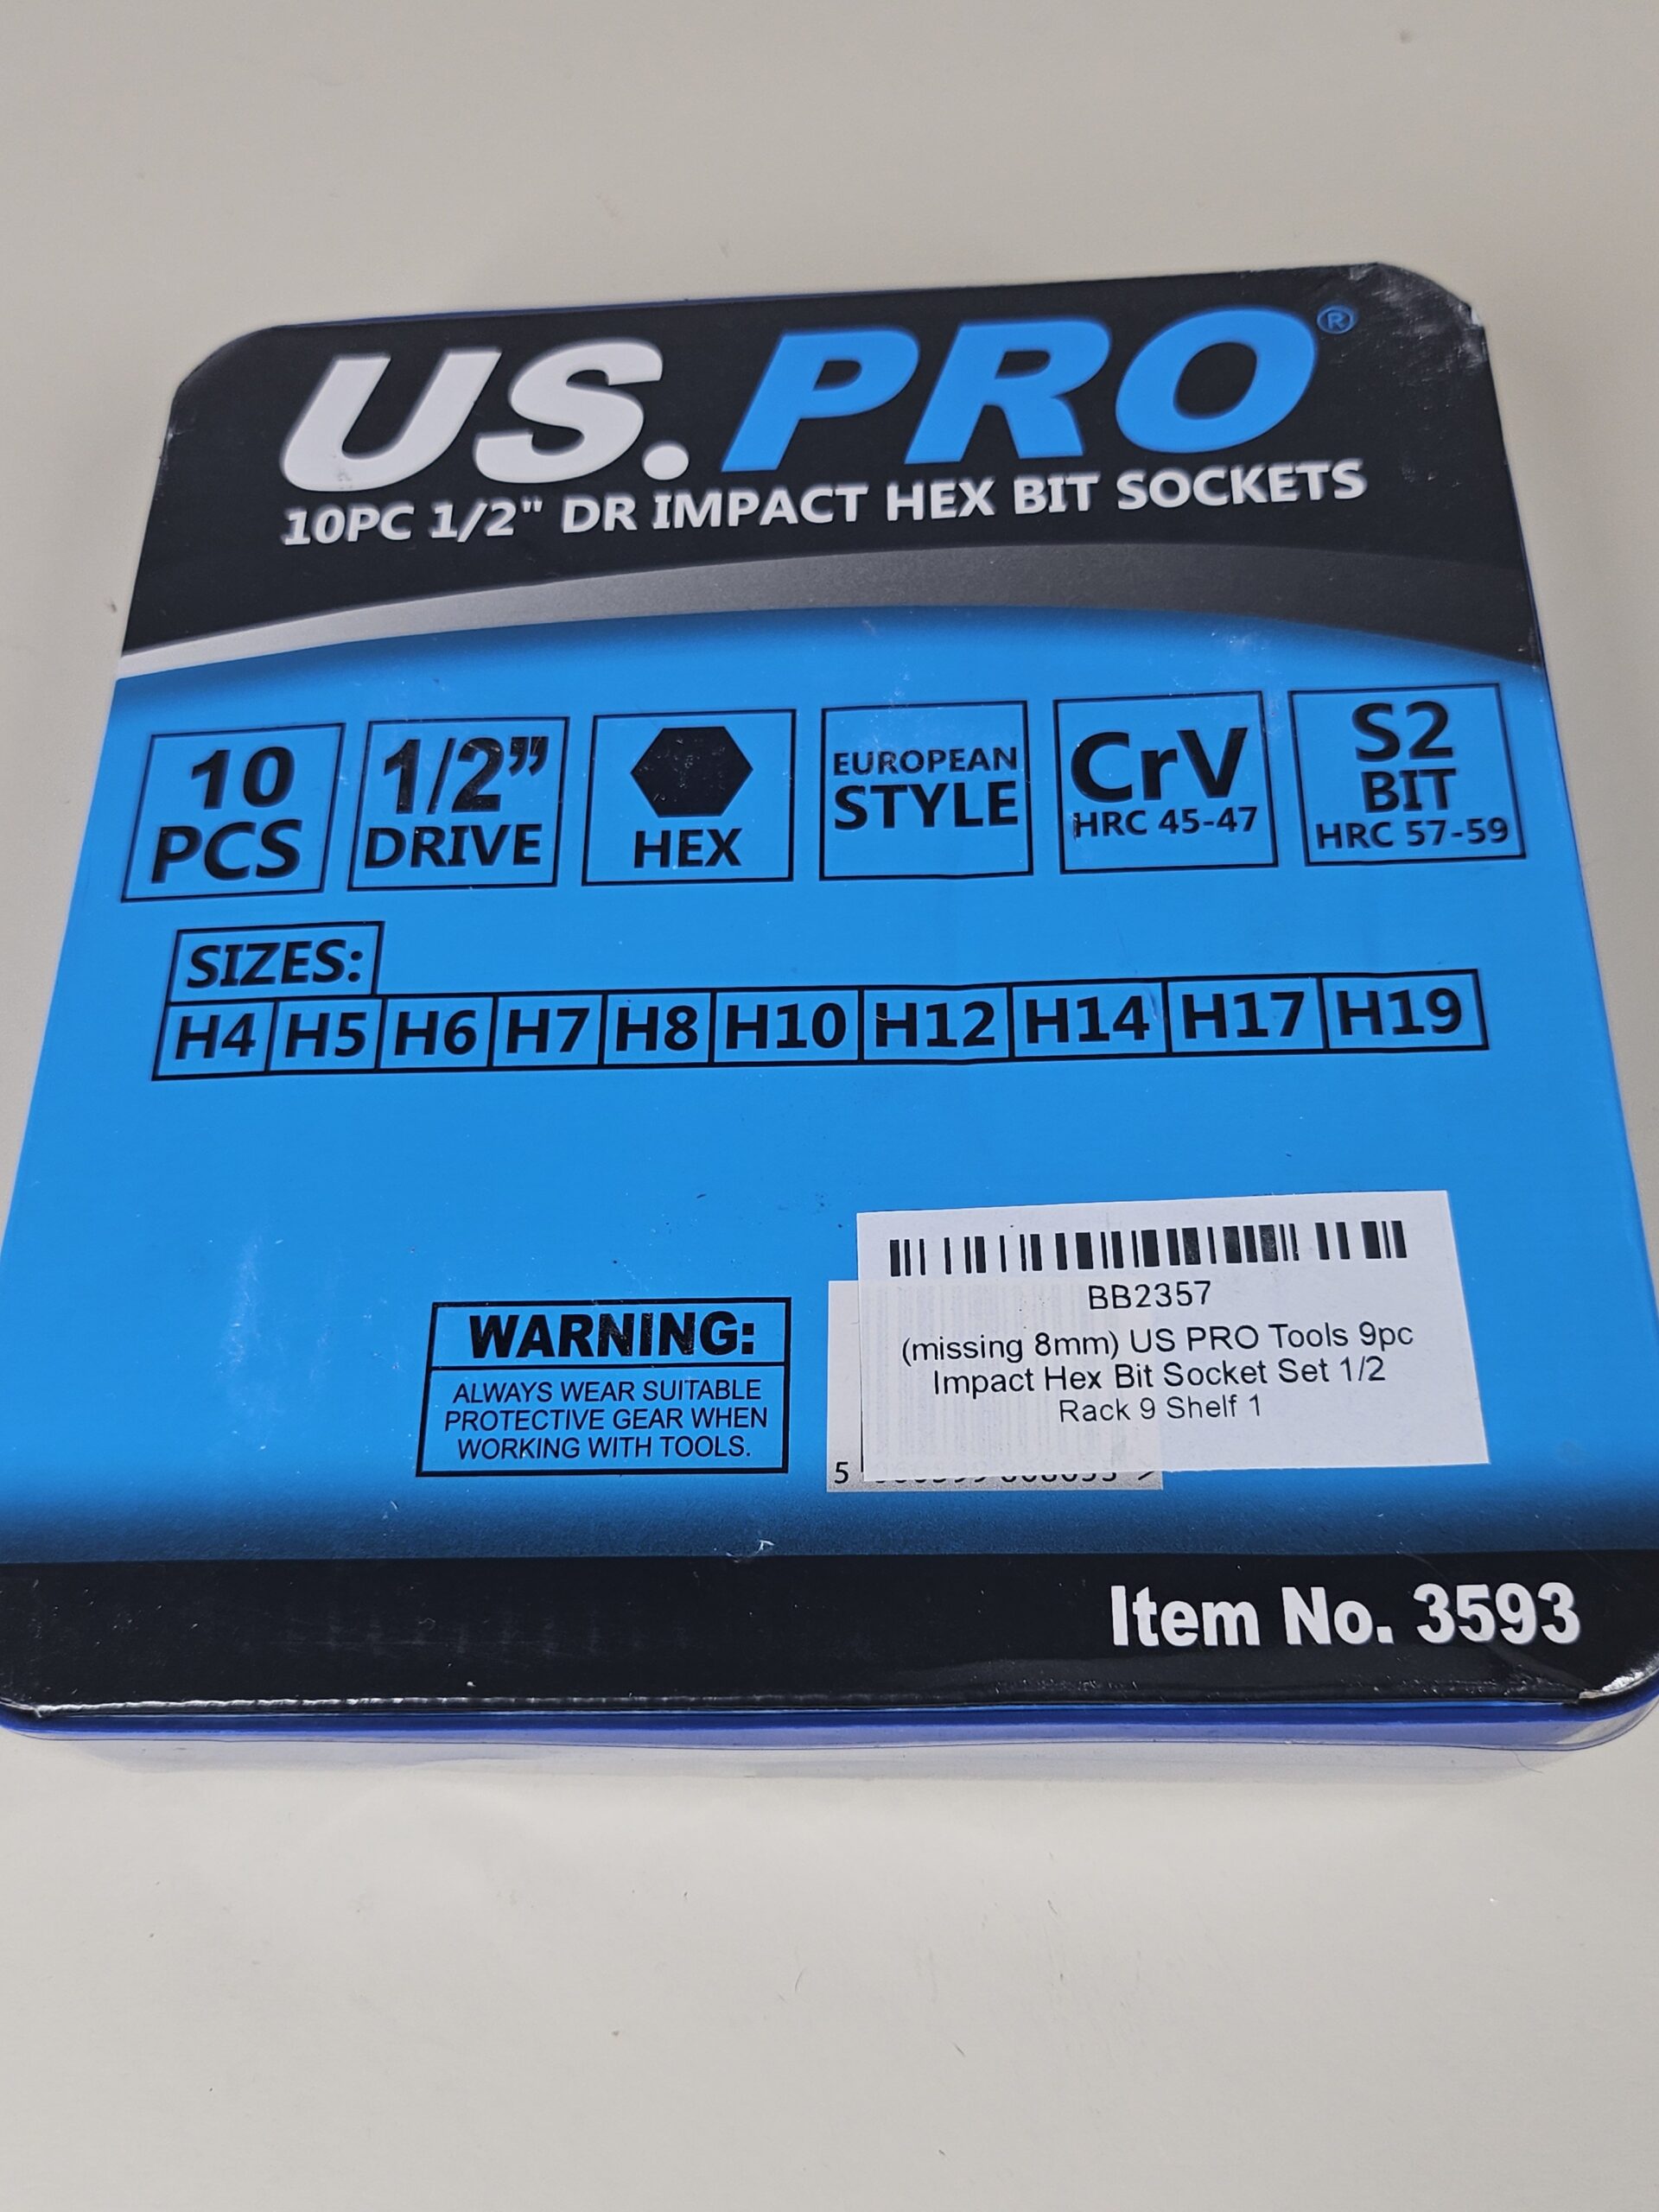 US.PRO®
10PC 1/2" DR IMPACT HEX BIT SOCKETS
10 PCS
1/2” DRIVE
HEX
EUROPEAN STYLE
CrV HRC 45-47
S2 BIT HRC 57-59
SIZES:
H4 H5 H6 H7 H8 H10 H12 H14 H17 H19
WARNING:
ALWAYS WEAR SUITABLE
PROTECTIVE GEAR WHEN
WORKING WITH TOOLS.
BB2357
(missing 8mm) US PRO Tools 9pc
Impact Hex Bit Socket Set 1/2
Rack 9 Shelf 1
5
Item No. 3593